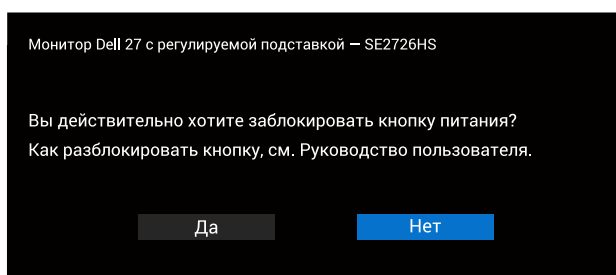 Монитор Dell 27 с регулируемой подставкой — SE2726HS
Вы действительно хотите заблокировать кнопку питания?
Как разблокировать кнопку, см. Руководство пользователя.
Да
Нет